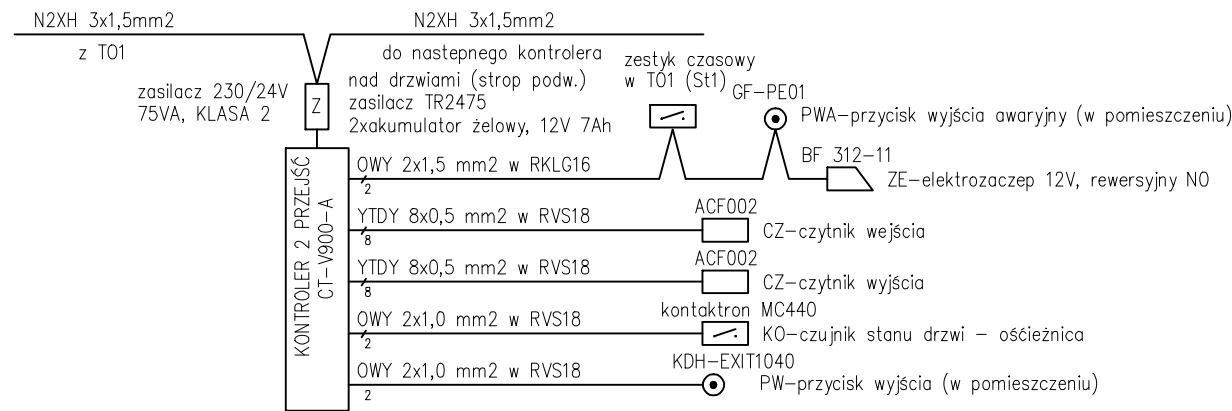 N2XH 3x1,5mm2
N2XH 3x1,5mm2
z TO1
do nastepnego kontrolera
zasilacz 230/24V
75VA, KLASA 2
Z
nad drzwiami (strop podw.)
zasilacz TR2475
2xakumulator żelowy, 12V 7Ah
zestyk czasowy
w TO1 (St1)
GF-PE01
PWA-przycisk wyjścia awaryjny (w pomieszczeniu)
BF 312-11
ZE-elektrozaczep 12V, rewersyjny NO
KONTROLER 2 PRZEJŚĆ
CT-V900-A
OWY 2x1,5 mm2 w RKLG16
2
YTDY 8x0,5 mm2 w RVS18
8
ACF002
CZ-czytnik wejścia
YTDY 8x0,5 mm2 w RVS18
8
ACF002
CZ-czytnik wyjścia
OWY 2x1,0 mm2 w RVS18
2
kontaktron MC440
KO-czujnik stanu drzwi - ośćieżnica
OWY 2x1,0 mm2 w RVS18
2
KDH-EXIT1040
PW-przycisk wyjścia (w pomieszczeniu)